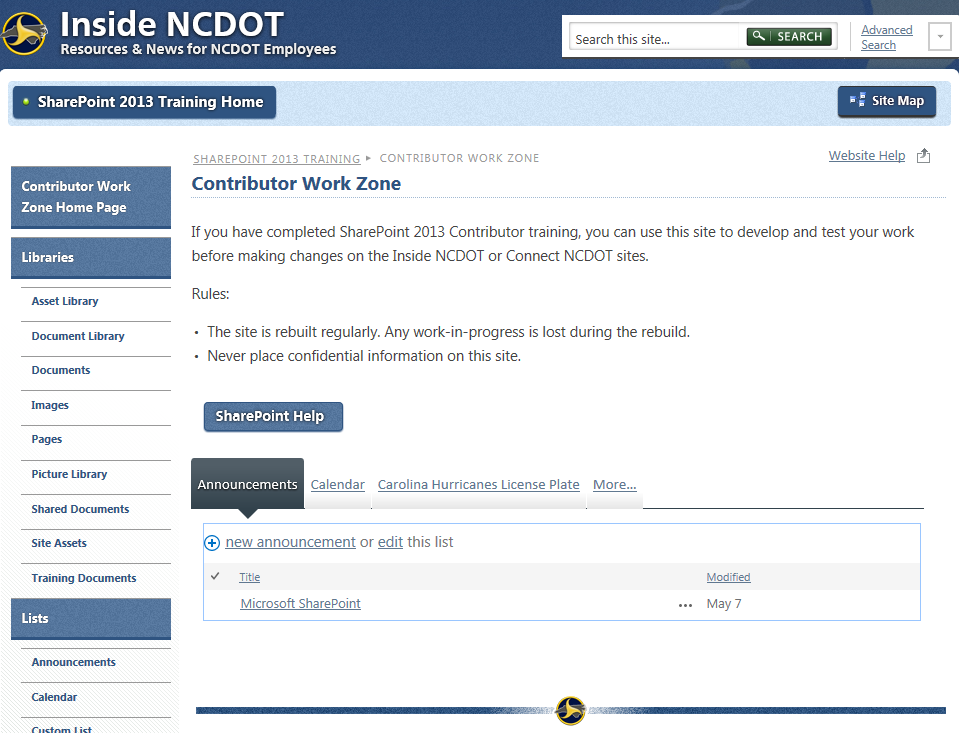 Inside NCDOT
Resources & News for NCDOT Employees
Search this site...
SEARCH
Advanced
Search
SharePoint 2013 Training Home
Site Map
SHAREPOINT 2013 TRAINING ▸ CONTRIBUTOR WORK ZONE
Website Help
Contributor Work Zone
Contributor Work
Zone Home Page
Libraries
Asset Library
Document Library
Documents
Images
Pages
Picture Library
Shared Documents
Site Assets
Training Documents
Lists
Announcements
Calendar
Custom List
If you have completed SharePoint 2013 Contributor training, you can use this site to develop and test your work
before making changes on the Inside NCDOT or Connect NCDOT sites.
Rules:
• The site is rebuilt regularly. Any work-in-progress is lost during the rebuild.
• Never place confidential information on this site.
SharePoint Help
Announcements Calendar Carolina Hurricanes License Plate More...
new announcement or edit this list
✓ Title Modified
Microsoft SharePoint ... May 7